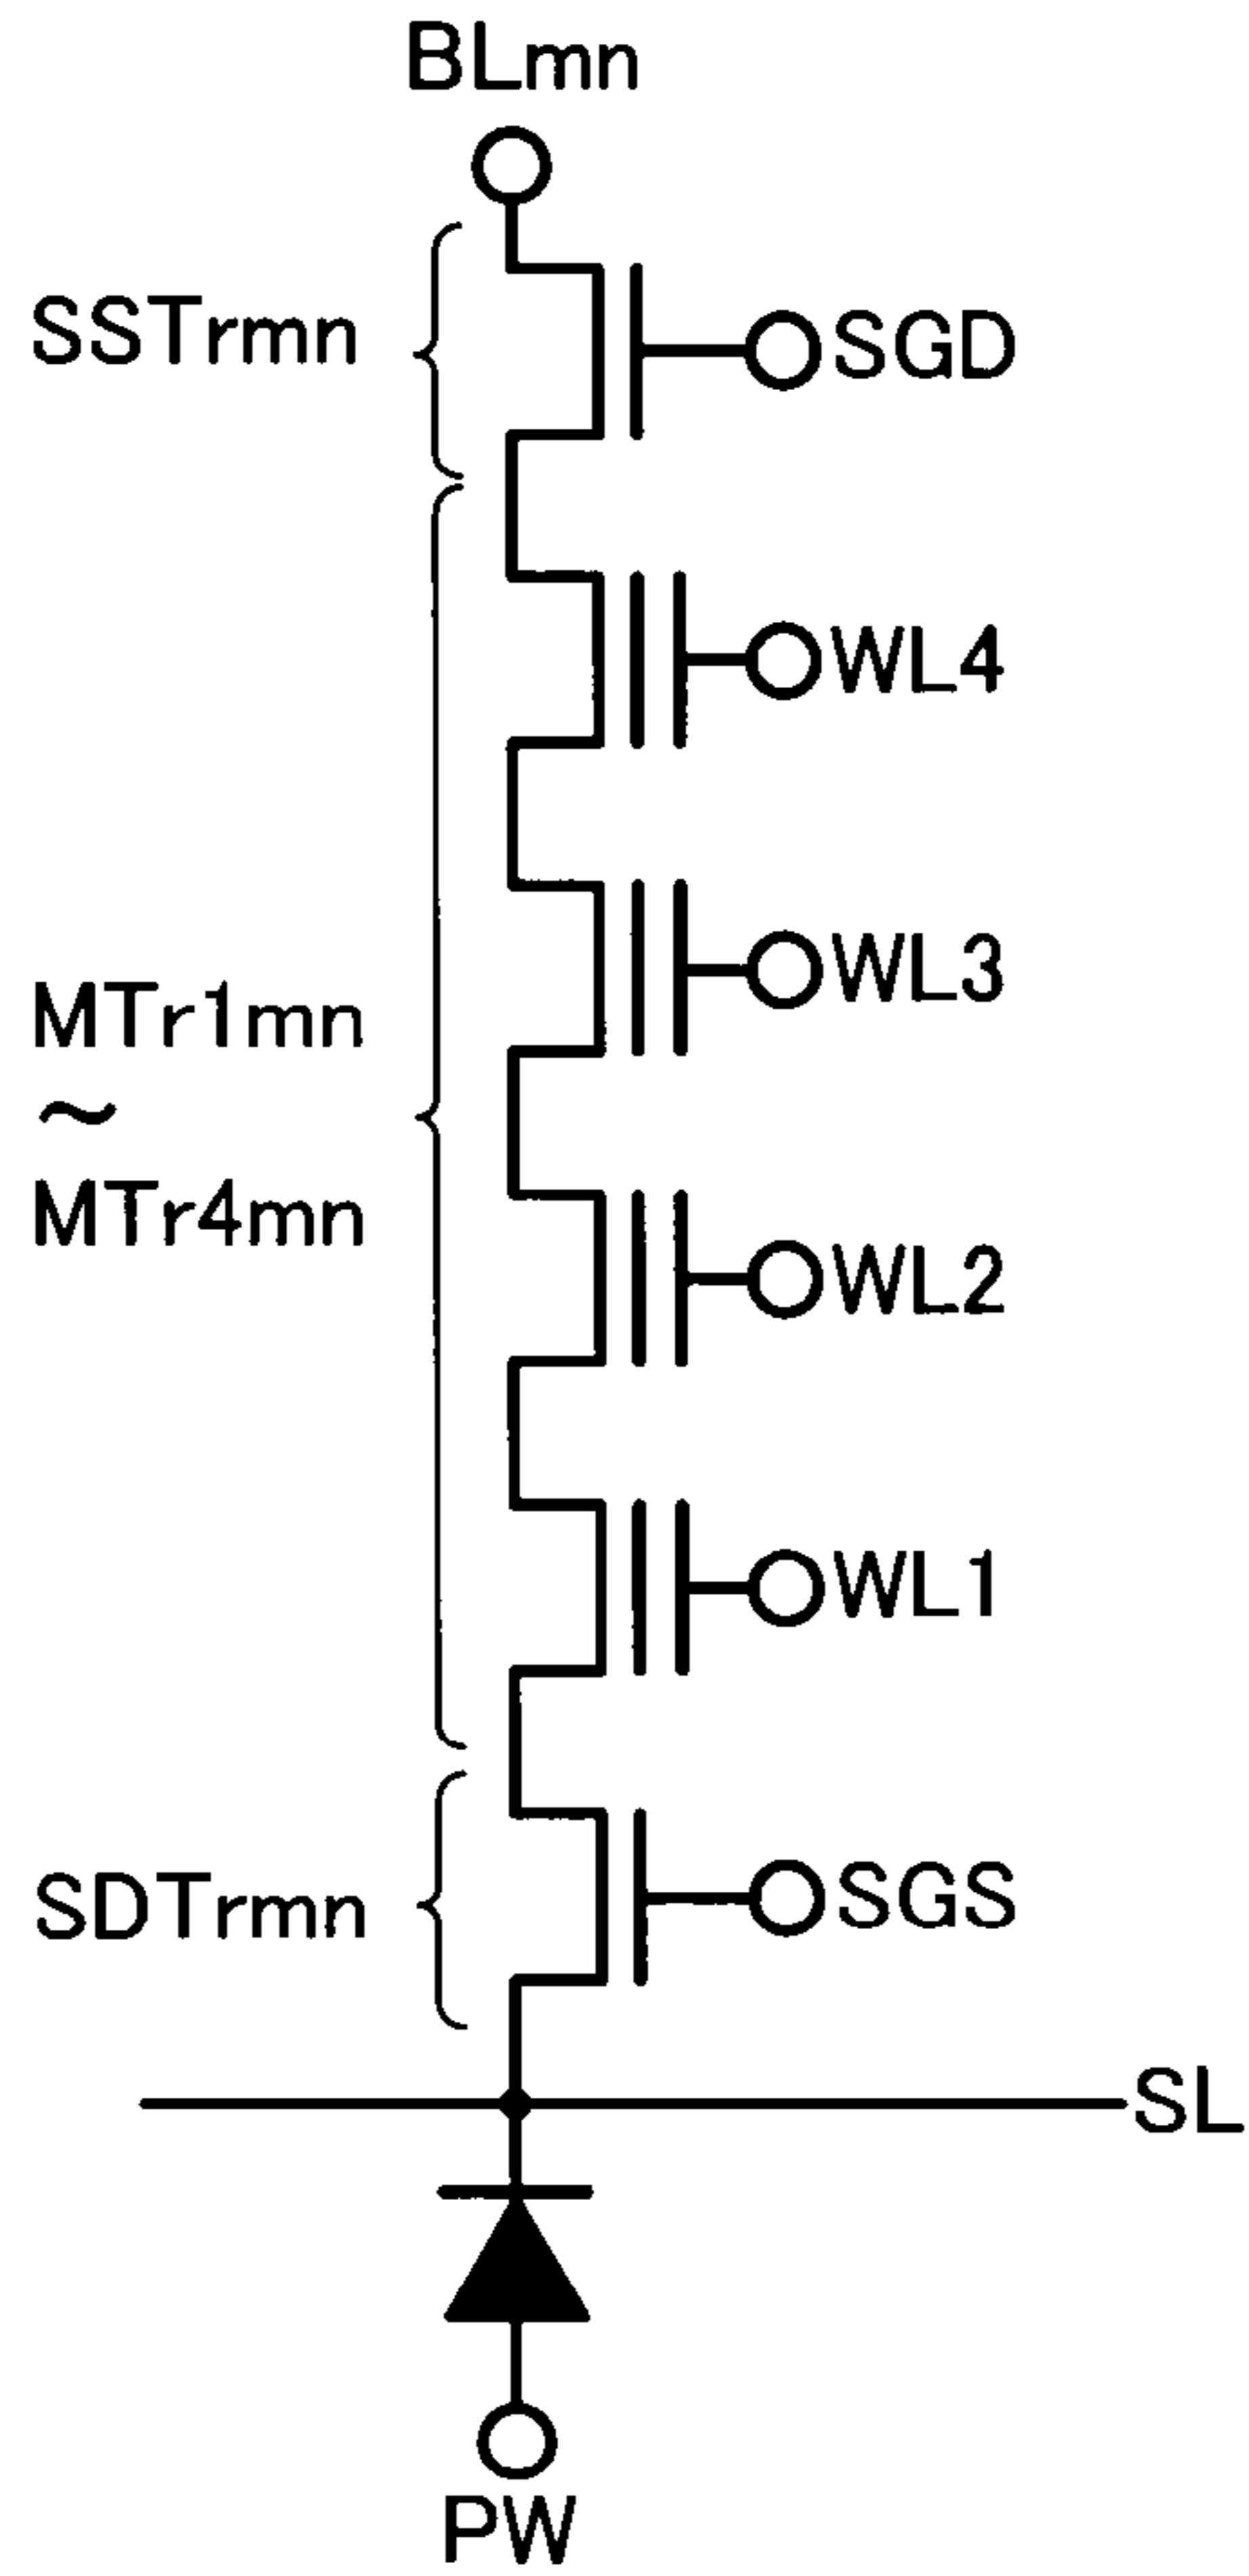 BLmn
SSTrmn
SGD
WL4
WL3
MTr1mn
~
MTr4mn
WL2
WL1
SDTrmn
SGS
SL
PW